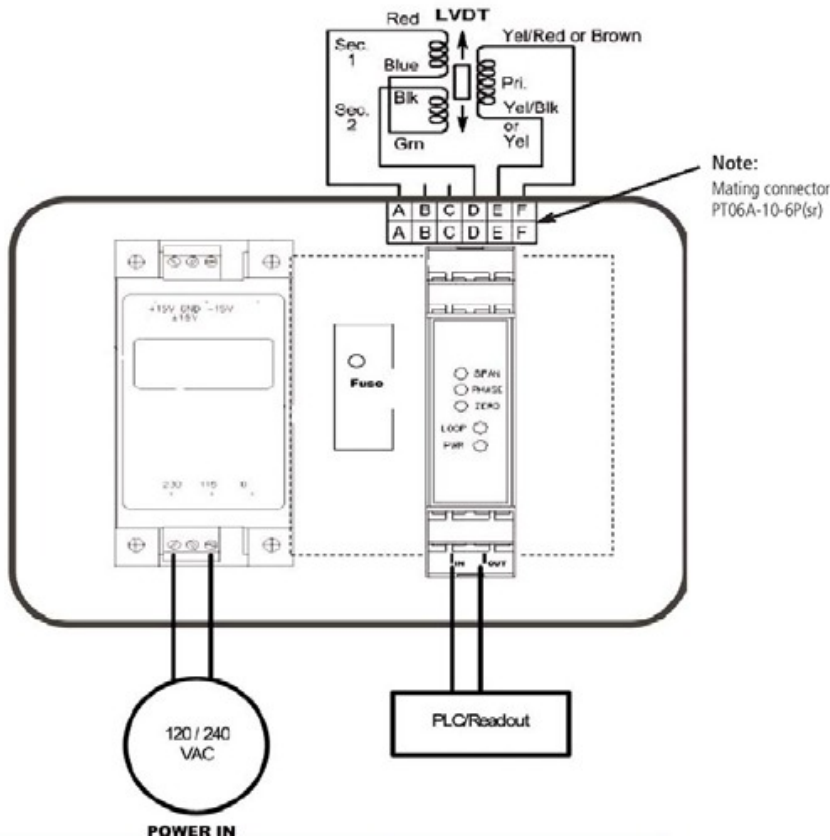 Red LVDT
Yel/Red or Brown
Sec.
1
Blue
Pri.
Blk
Yel/Blk
or
Yel
Sec.
2
Grn
Note:
Mating connector
PT06A-10-6P(sr)
A B C D E F
A B C D E F
+15V GND -15V
±15V
Fuse
SPAN
PHASE
ZERO
LOOP
PWR
230 115 0
IN OUT
120 / 240
VAC
PLC/Readout
POWER IN